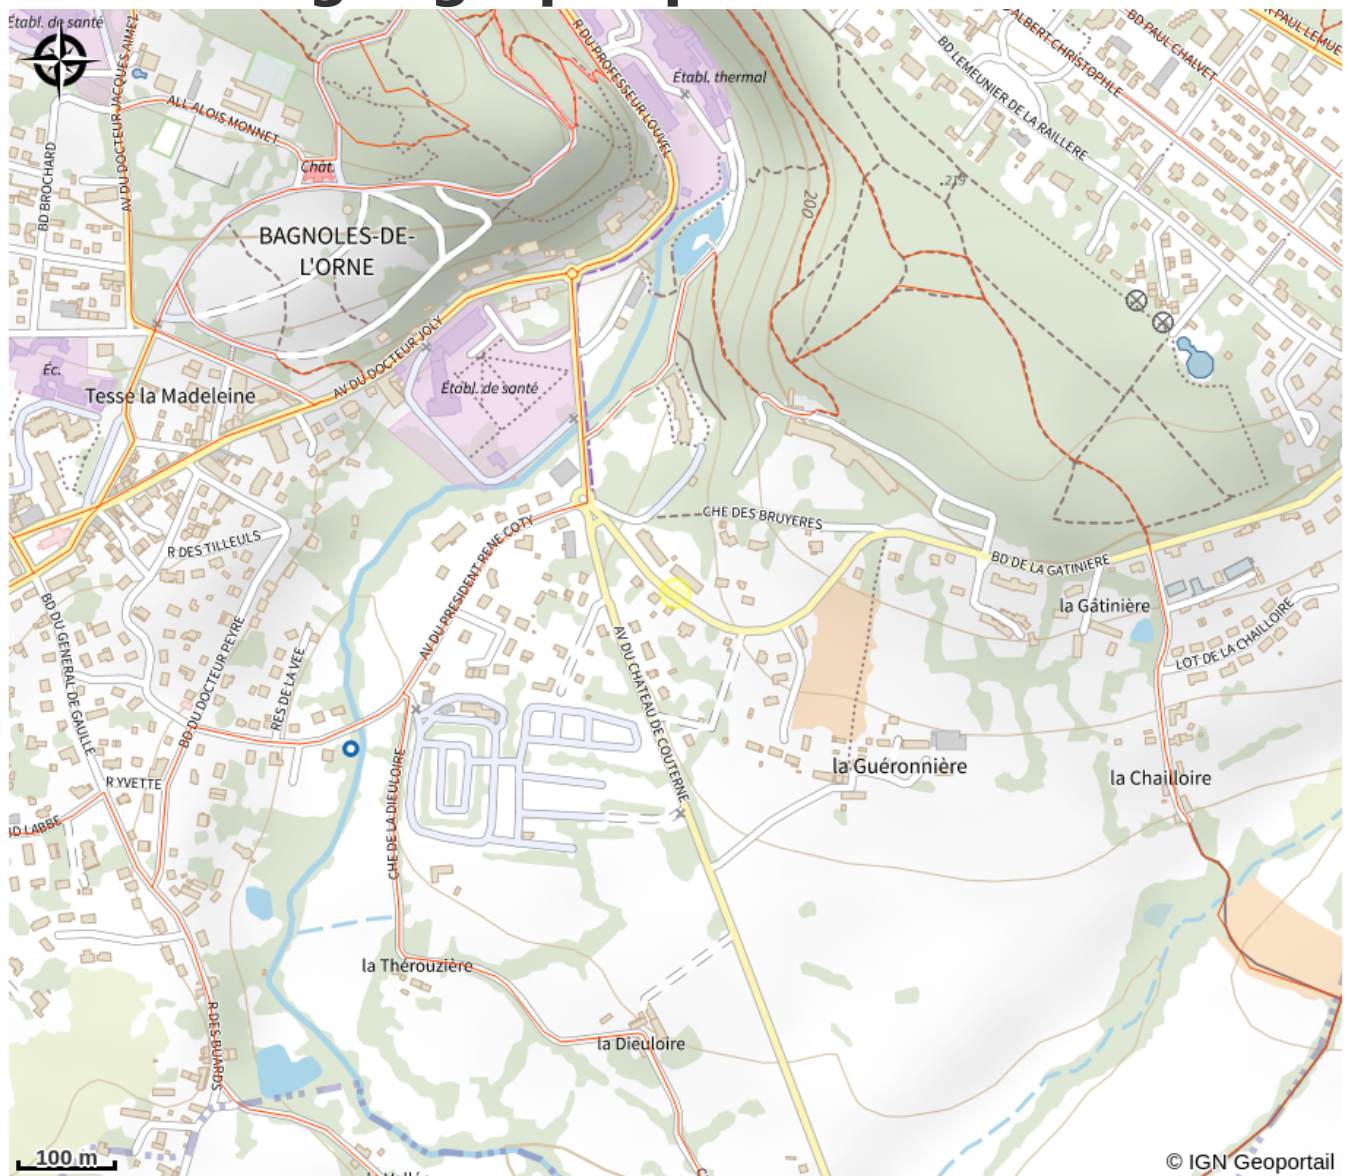 Établ. de santé
AV DU DOCTEUR JACQUES AIMEZ
R DU PROFESSEUR LOUVEL
Établ. thermal
ALBERT CHRISTOPHLE
BD PAUL CHALVET
R PAUL LEMUE
BD LEMEUNIER DE LA RAILLERE
ALL ALOIS MONNET
BD BROCHARD
Chât.
219
200
BAGNOLES-DE-
L'ORNE
AV DU DOCTEUR JOLY
Éc.
Établ. de santé
Tessé la Madeleine
CHE DES BRUYERES
R DES TILLEULS
AV DU PRESIDENT RENE COTY
BD DE LA GATINIERE
la Gâtinière
BD DU GENERAL DE GAULLE
BD DU DOCTEUR PEYRE
RES DE LA VEE
AV DU CHATEAU DE COUTERNE
LOT DE LA CHAILLOIRE
la Guéronnière
la Chailloire
R YVETTE
BD LABBE
CHE DE LA DIEULOIRE
la Thérouzière
R DES BUARDS
la Dieuloire
100 m
© IGN Geoportail